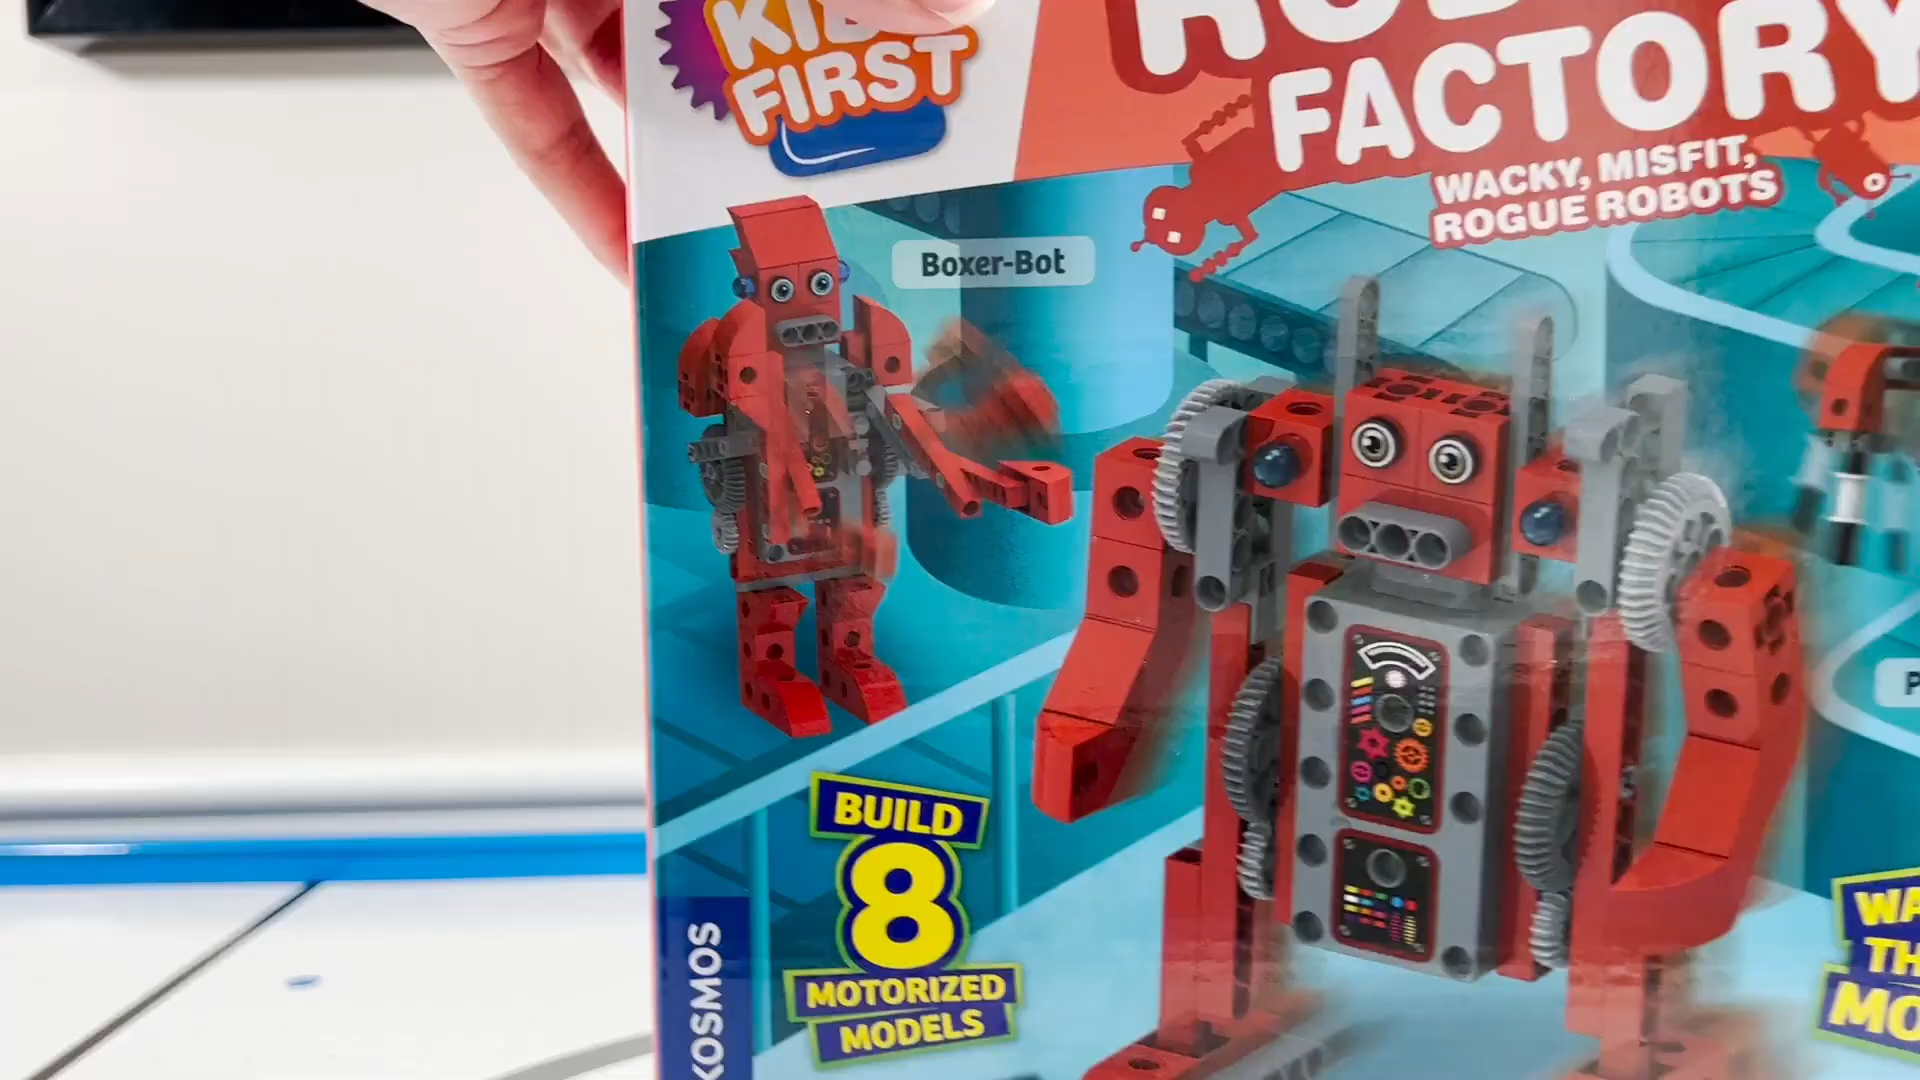 FIRST
FACTORY
WACKY, MISFIT,
ROGUE ROBOTS
Boxer-Bot
BUILD
8
MOTORIZED
MODELS
KOSMOS